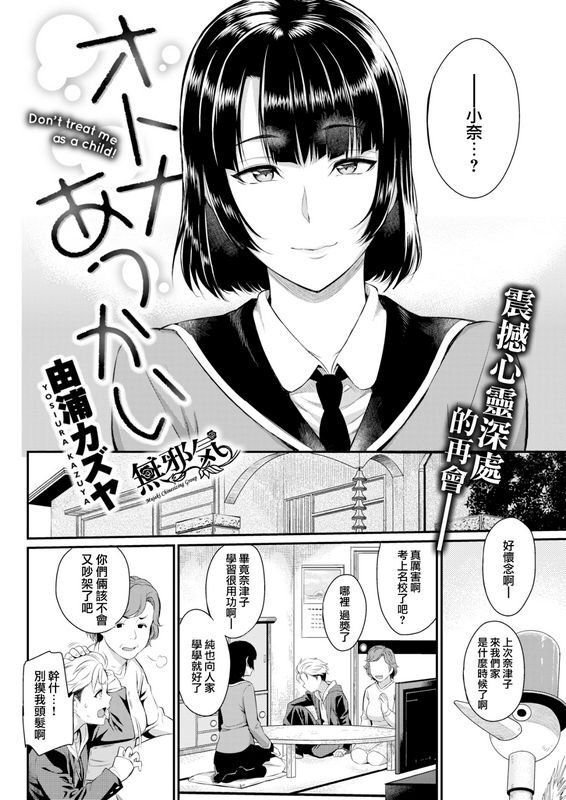 小奈…?
オトナ
あつかい
Don't treat me
as a child!
由浦カズヤ
YOSIURA KAZUYA
無邪気
Mujaki Chinesizing Group
震撼心靈深處
的再會
好懷念啊
上次奈津子
來我們家
是什麼時候了啊
真厲害啊
考上名校了吧?
哪裡 過獎了
畢竟奈津子
學習很用功啊
純也向人家
學學就好了
你們倆該不會
又吵架了吧
幹什…!
別摸我頭髮啊